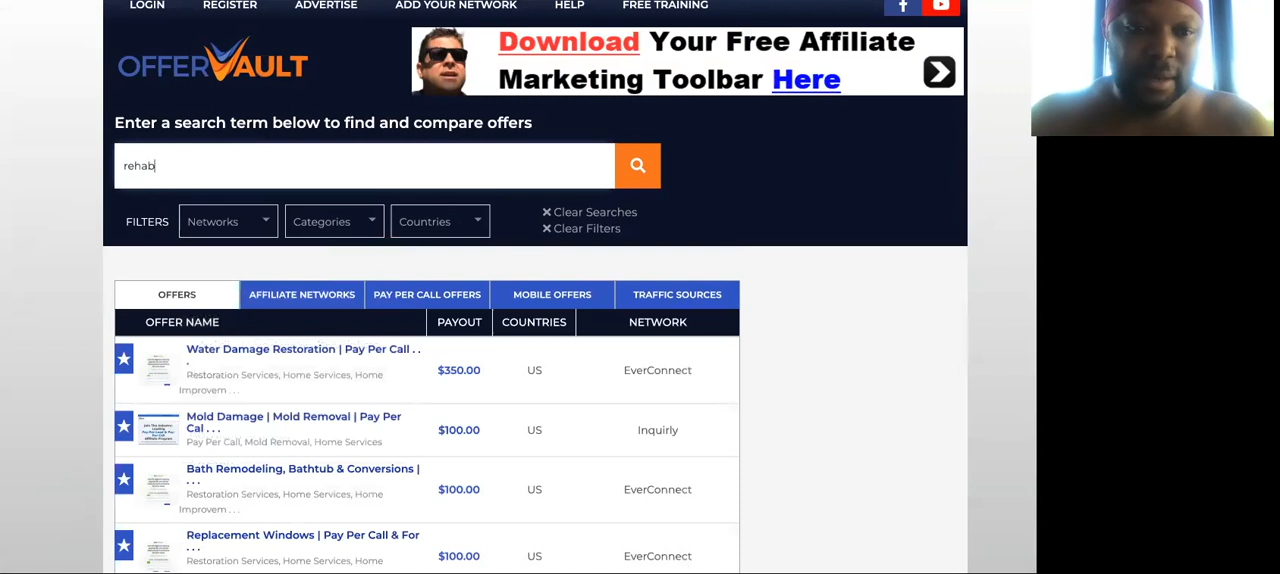 LOGIN REGISTER ADVERTISE ADD YOUR NETWORK HELP FREE TRAINING
OFFERVAULT
Download Your Free Affiliate
Marketing Toolbar Here
Enter a search term below to find and compare offers
rehab
FILTERS Networks Categories Countries
Clear Searches
Clear Filters
OFFERS AFFILIATE NETWORKS PAY PER CALL OFFERS MOBILE OFFERS TRAFFIC SOURCES
OFFER NAME PAYOUT COUNTRIES NETWORK
Water Damage Restoration | Pay Per Call . .
.
Restoration Services, Home Services, Home
Improvem . . .
$350.00 US EverConnect
Mold Damage | Mold Removal | Pay Per
Cal . . .
Pay Per Call, Mold Removal, Home Services
$100.00 US Inquirly
Bath Remodeling, Bathtub & Conversions |
. . .
Restoration Services, Home Services, Home
Improvem . . .
$100.00 US EverConnect
Replacement Windows | Pay Per Call & For
. . .
Restoration Services, Home Services, Home
$100.00 US EverConnect